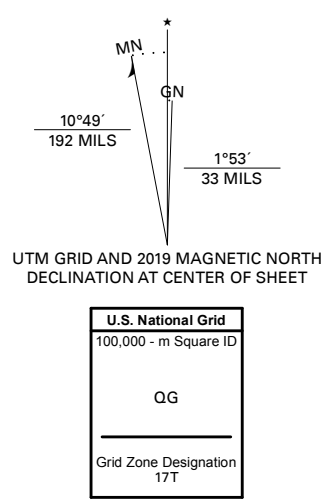 ★
MN
GN
10°49´
192 MILS
1°53´
33 MILS
UTM GRID AND 2019 MAGNETIC NORTH
DECLINATION AT CENTER OF SHEET
U.S. National Grid
100,000 - m Square ID
QG
Grid Zone Designation
17T